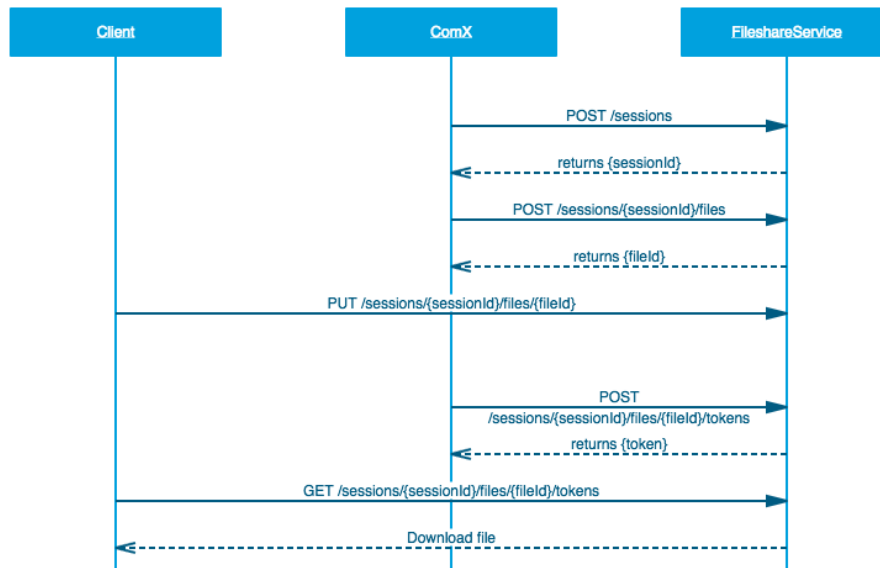 Client
ComX
FileshareService
POST /sessions
returns {sessionId}
POST /sessions/{sessionId}/files
returns {fileId}
PUT /sessions/{sessionId}/files/{fileId}
POST
/sessions/{sessionId}/files/{fileId}/tokens
returns {token}
GET /sessions/{sessionId}/files/{fileId}/tokens
Download file